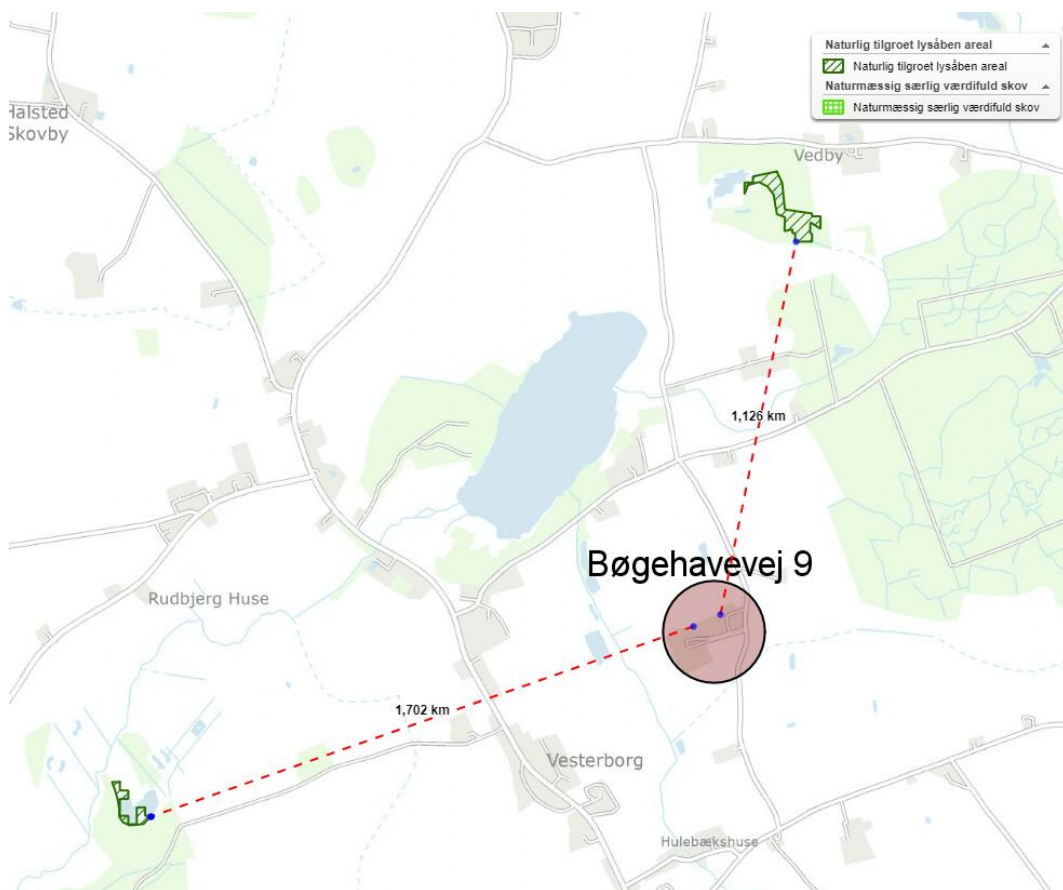 Naturlig tilgroet lysåben areal
Naturlig tilgroet lysåben areal
Naturmæssig særlig værdifuld skov
Naturmæssig særlig værdifuld skov
Halsted
Skovby
Vedby
1,126 km
Bøgehavevej 9
Rudbjerg Huse
1,702 km
Vesterborg
Hulebækshuse